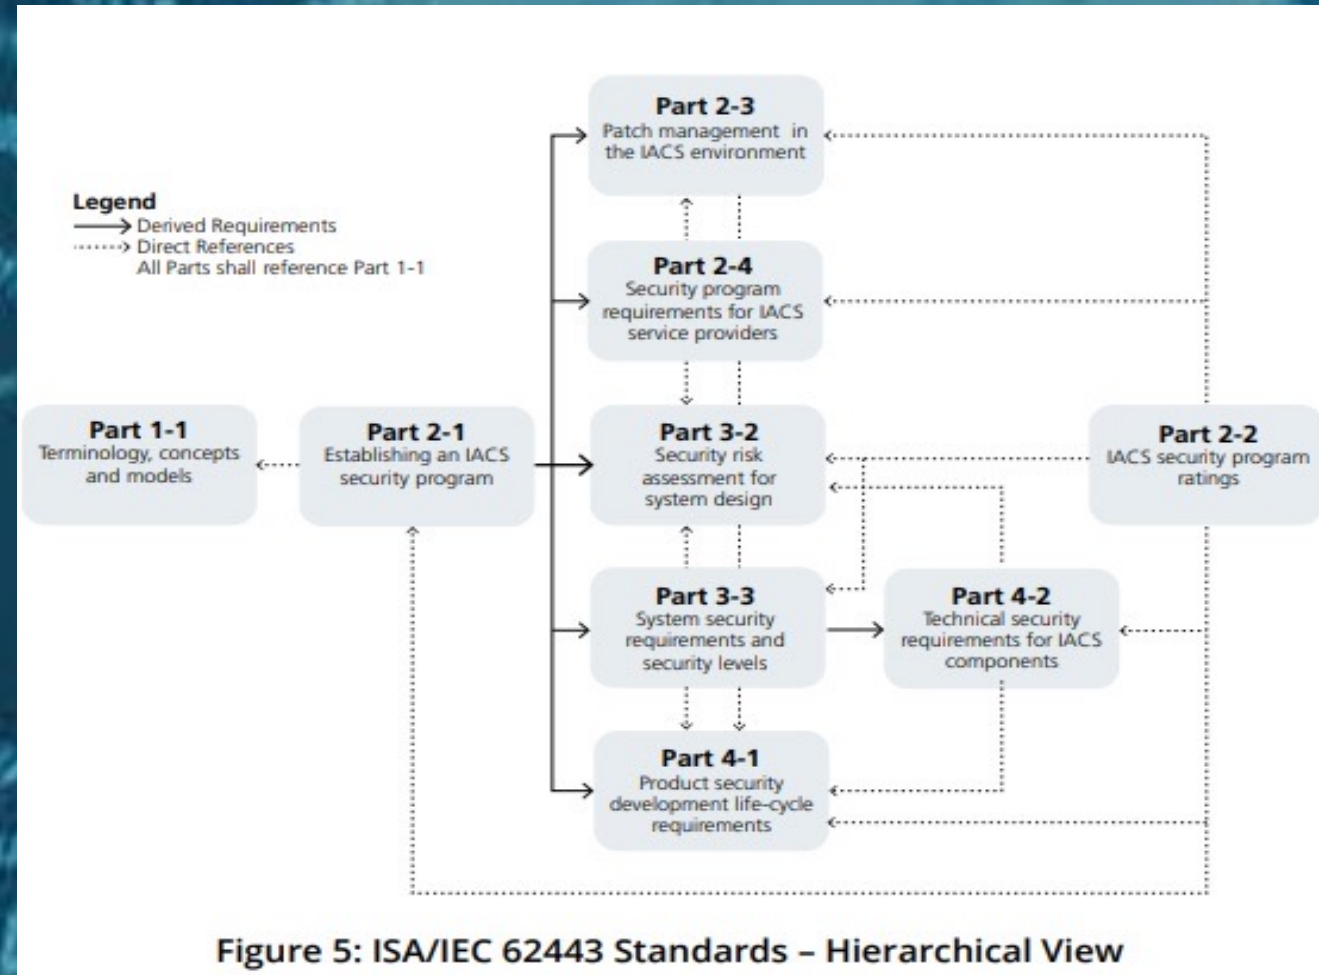 Part 2-3
Patch management in
the IACS environment
Legend
Derived Requirements
Direct References
All Parts shall reference Part 1-1
Part 2-4
Security program
requirements for IACS
service providers
Part 1-1
Terminology, concepts
and models
Part 2-1
Establishing an IACS
security program
Part 3-2
Security risk
assessment for
system design
Part 2-2
IACS security program
ratings
Part 3-3
System security
requirements and
security levels
Part 4-2
Technical security
requirements for IACS
components
Part 4-1
Product security
development life-cycle
requirements
Figure 5: ISA/IEC 62443 Standards – Hierarchical View